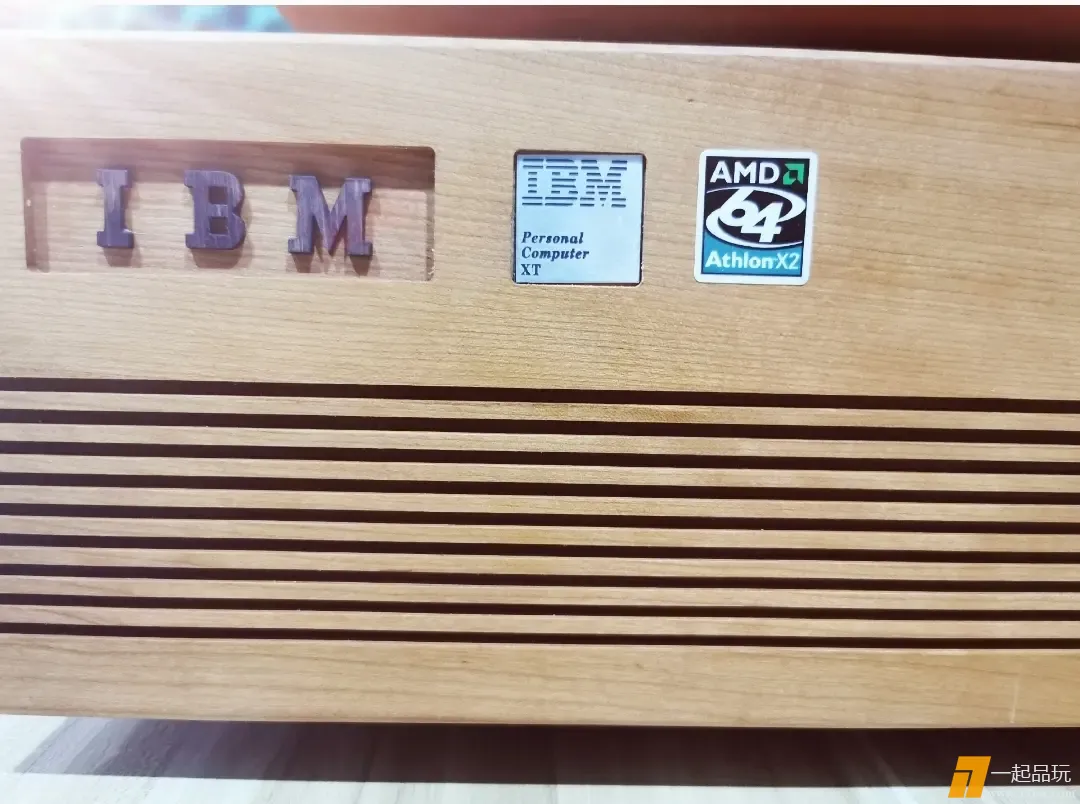 IBM
IBM
Personal
Computer
XT
AMD
64
Athlon X2
一起品玩